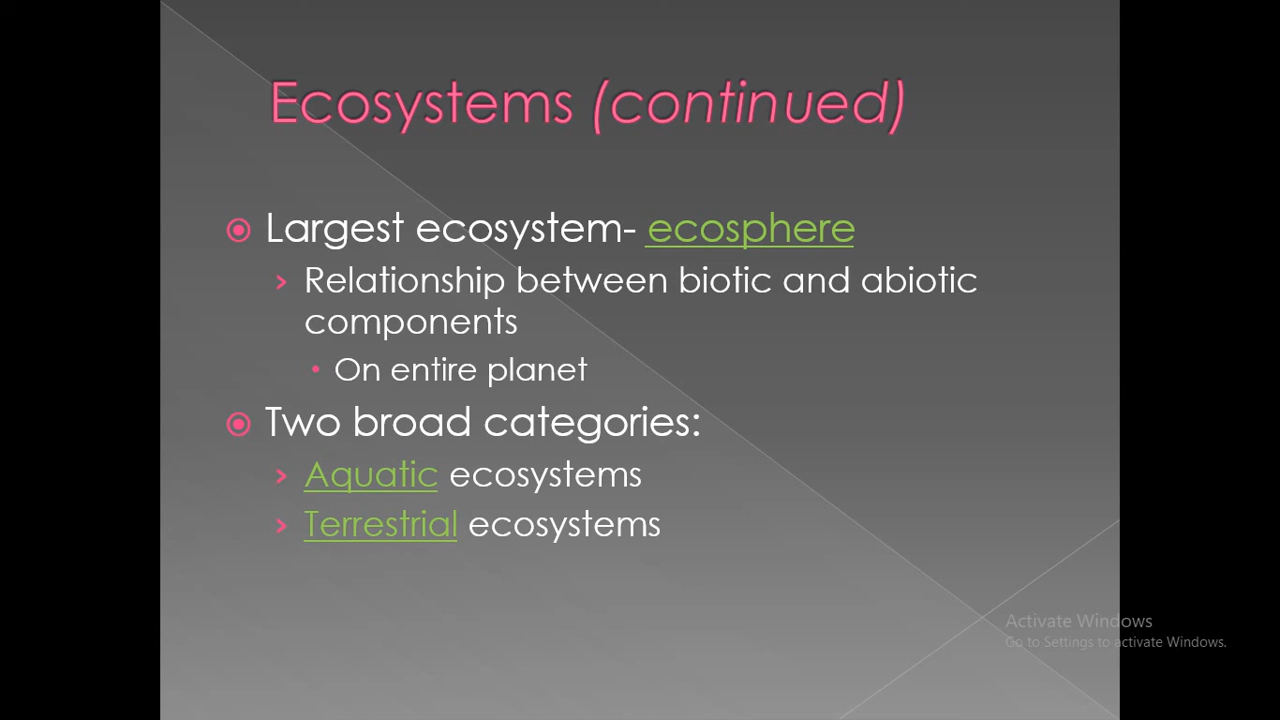 Ecosystems (continued)
Largest ecosystem- ecosphere
Relationship between biotic and abiotic
components
On entire planet
Two broad categories:
Aquatic ecosystems
Terrestrial ecosystems
Activate Windows
Go to Settings to activate Windows.